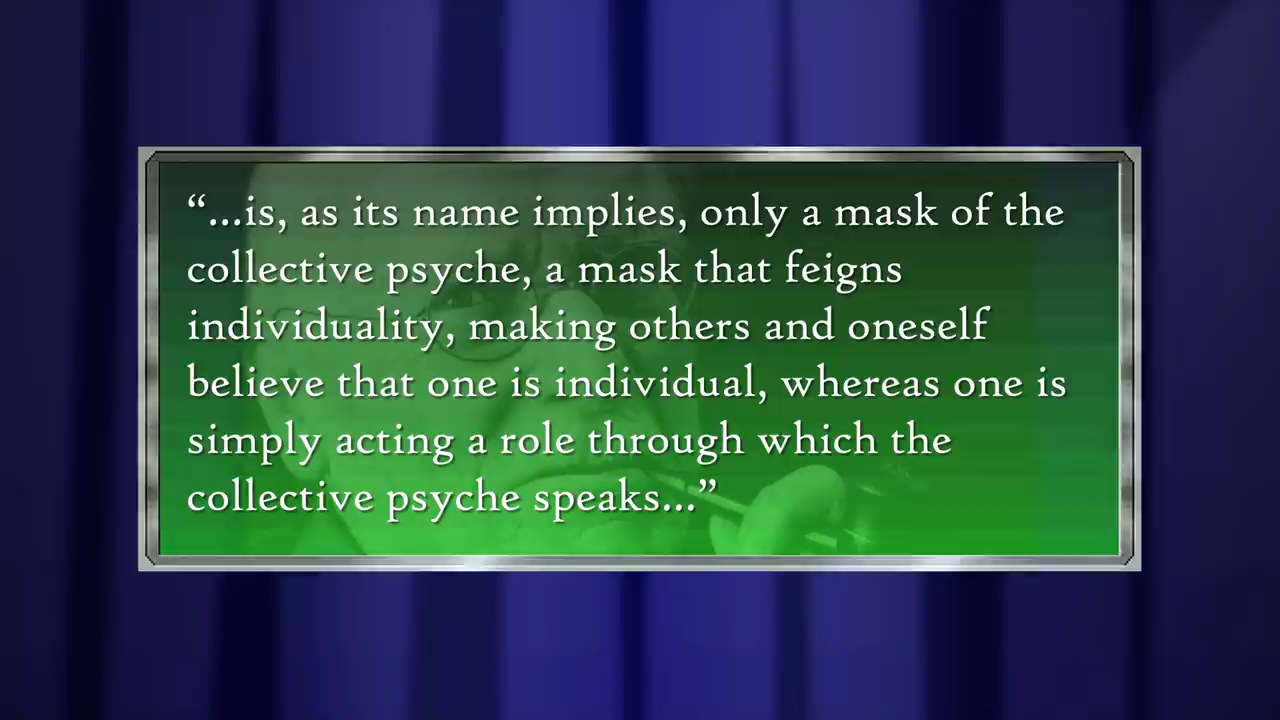 “...is, as its name implies, only a mask of the
collective psyche, a mask that feigns
individuality, making others and oneself
believe that one is individual, whereas one is
simply acting a role through which the
collective psyche speaks...”